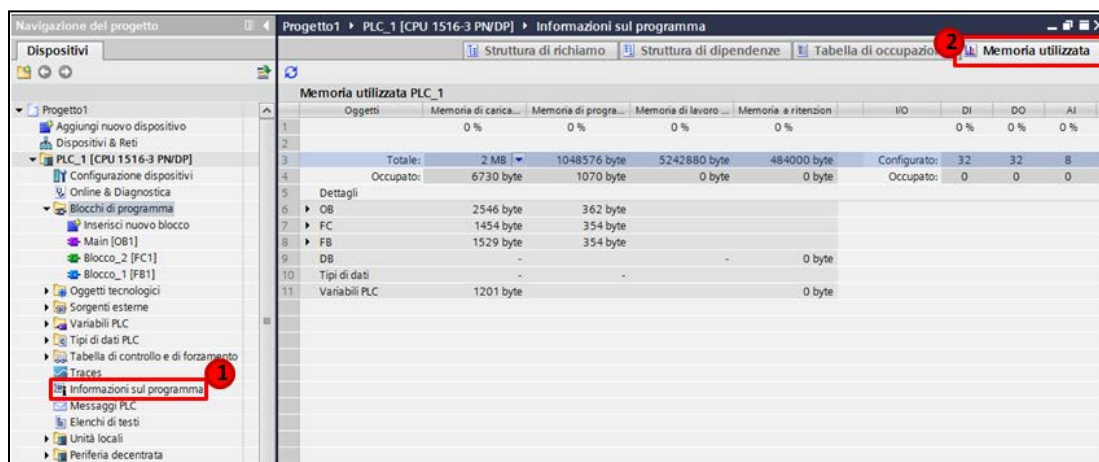 Navigazione del progetto
Dispositivi
Progetto1
Aggiungi nuovo dispositivo
Dispositivi & Reti
PLC_1 [CPU 1516-3 PN/DP]
Configurazione dispositivi
Online & Diagnostica
Blocchi di programma
Inserisci nuovo blocco
Main [OB1]
Blocco_2 [FC1]
Blocco_1 [FB1]
Oggetti tecnologici
Sorgenti esterne
Variabili PLC
Tipi di dati PLC
Tabella di controllo e di forzamento
Traces
1
Informazioni sul programma
Messaggi PLC
Elenchi di testi
Unità locali
Periferia decentrata
Progetto1 PLC_1 [CPU 1516-3 PN/DP] Informazioni sul programma
Struttura di richiamo Struttura di dipendenze Tabella di occupazio 2 Memoria utilizzata
Memoria utilizzata PLC_1
Oggetti Memoria di carica... Memoria di progra... Memoria di lavoro ... Memoria a ritenzion I/O DI DO AI
1 0 % 0 % 0 % 0 % 0 % 0 % 0 %
2
3 Totale: 2 MB 1048576 byte 5242880 byte 484000 byte Configurato: 32 32 8
4 Occupato: 6730 byte 1070 byte 0 byte 0 byte Occupato: 0 0 0
5 Dettagli
6 OB 2546 byte 362 byte
7 FC 1454 byte 354 byte
8 FB 1529 byte 354 byte
9 DB - - 0 byte
10 Tipi di dati - -
11 Variabili PLC 1201 byte 0 byte